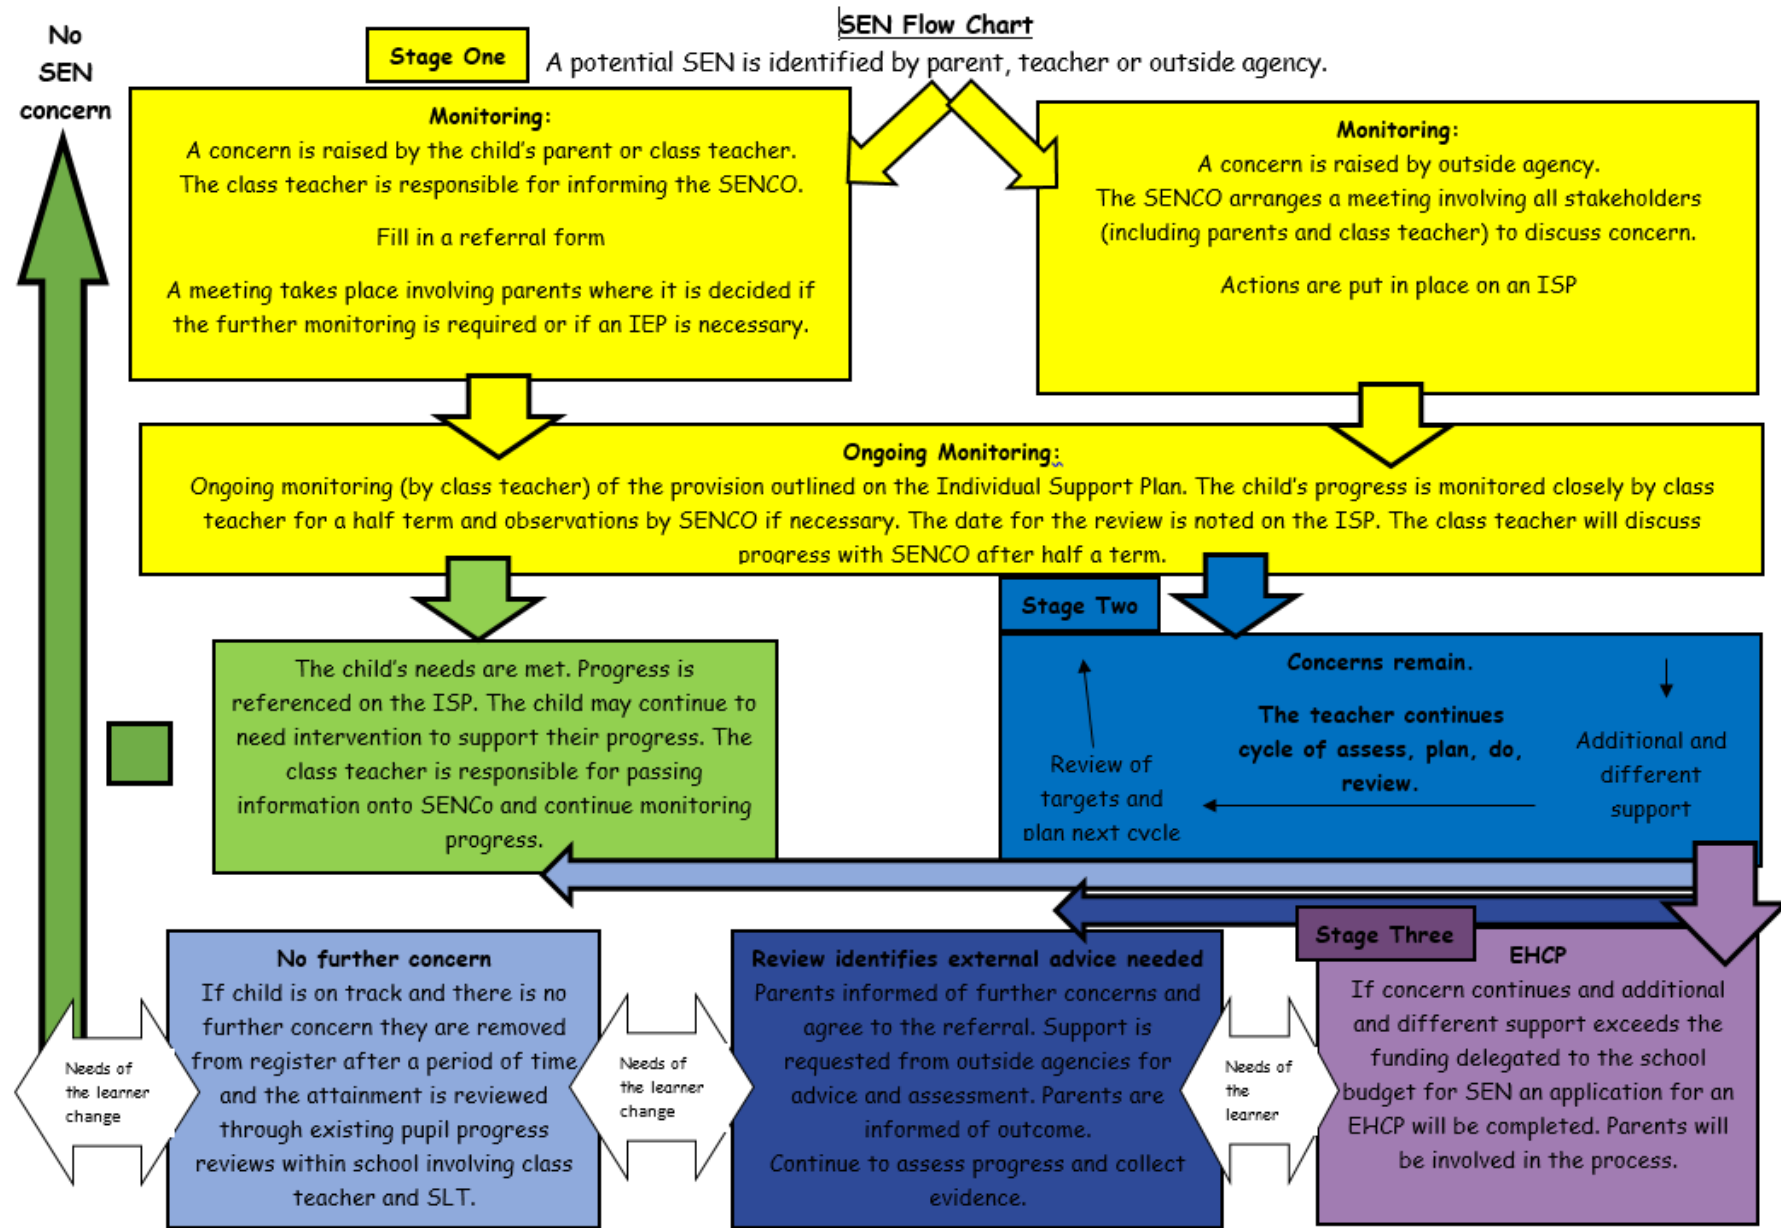 SEN Flow Chart
No
SEN
concern
Stage One
A potential SEN is identified by parent, teacher or outside agency.
Monitoring:
A concern is raised by the child's parent or class teacher.
The class teacher is responsible for informing the SENCO.
Fill in a referral form
A meeting takes place involving parents where it is decided if
the further monitoring is required or if an IEP is necessary.
Monitoring:
A concern is raised by outside agency.
The SENCO arranges a meeting involving all stakeholders
(including parents and class teacher) to discuss concern.
Actions are put in place on an ISP
Ongoing Monitoring:
Ongoing monitoring (by class teacher) of the provision outlined on the Individual Support Plan. The child's progress is monitored closely by class
teacher for a half term and observations by SENCO if necessary. The date for the review is noted on the ISP. The class teacher will discuss
progress with SENCO after half a term.
The child's needs are met. Progress is
referenced on the ISP. The child may continue to
need intervention to support their progress. The
class teacher is responsible for passing
information onto SENCo and continue monitoring
progress.
Stage Two
Concerns remain.
The teacher continues
cycle of assess, plan, do,
review.
Additional and
different
support
Review of
targets and
plan next cycle
No further concern
If child is on track and there is no
further concern they are removed
from register after a period of time
and the attainment is reviewed
through existing pupil progress
reviews within school involving class
teacher and SLT.
Review identifies external advice needed
Parents informed of further concerns and
agree to the referral. Support is
requested from outside agencies for
advice and assessment. Parents are
informed of outcome.
Continue to assess progress and collect
evidence.
Stage Three
EHCP
If concern continues and additional
and different support exceeds the
funding delegated to the school
budget for SEN an application for an
EHCP will be completed. Parents will
be involved in the process.
Needs of
the learner
change
Needs of
the learner
change
Needs of
the
learner